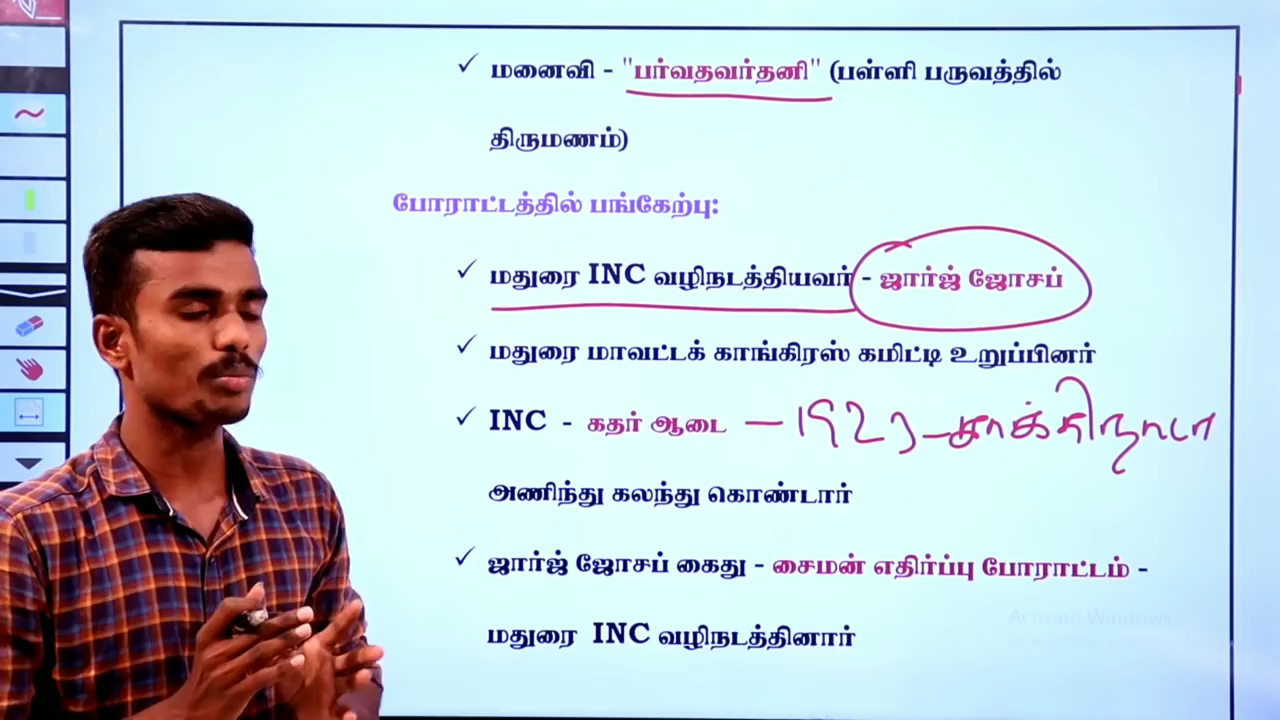 ✓ மனைவி - "பர்வதவர்தனி" (பள்ளி பருவத்தில்
திருமணம்)
போராட்டத்தில் பங்கேற்பு:
✓ மதுரை INC வழிநடத்தியவர் - ஜார்ஜ் ஜோசப்
✓ மதுரை மாவட்டக் காங்கிரஸ் கமிட்டி உறுப்பினர்
✓ INC - கதர் ஆடை — 1923 – காக்கிநாடா
அணிந்து கலந்து கொண்டார்
✓ ஜார்ஜ் ஜோசப் கைது - சைமன் எதிர்ப்பு போராட்டம் -
Activate Windows
மதுரை INC வழிநடத்தினார்